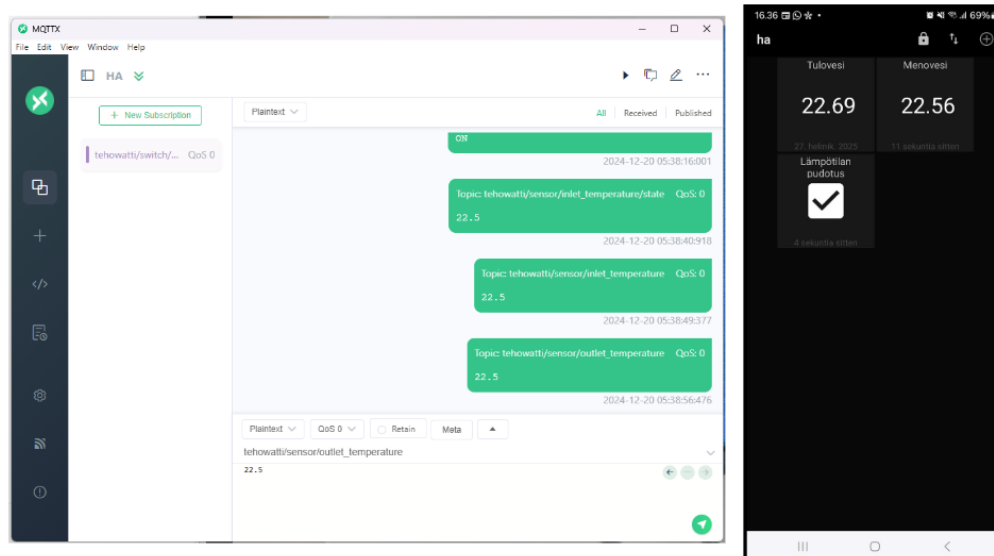 MQTTX
File Edit View Window Help
HA
+ New Subscription
tehowatti/switch/... QoS 0
Plaintext
All Received Published
ON
2024-12-20 05:38:16:001
Topic: tehowatti/sensor/inlet_temperature/state QoS: 0
22.5
2024-12-20 05:38:40:918
Topic: tehowatti/sensor/inlet_temperature QoS: 0
22.5
2024-12-20 05:38:49:377
Topic: tehowatti/sensor/outlet_temperature QoS: 0
22.5
2024-12-20 05:38:56:476
Plaintext QoS 0 Retain Meta
tehowatti/sensor/outlet_temperature
22.5
16.36 69%
ha
Tulovesi Menovesi
22.69 22.56
27. helmik. 2025 11 sekuntia sitten
Lämpötilan
pudotus
4 sekuntia sitten